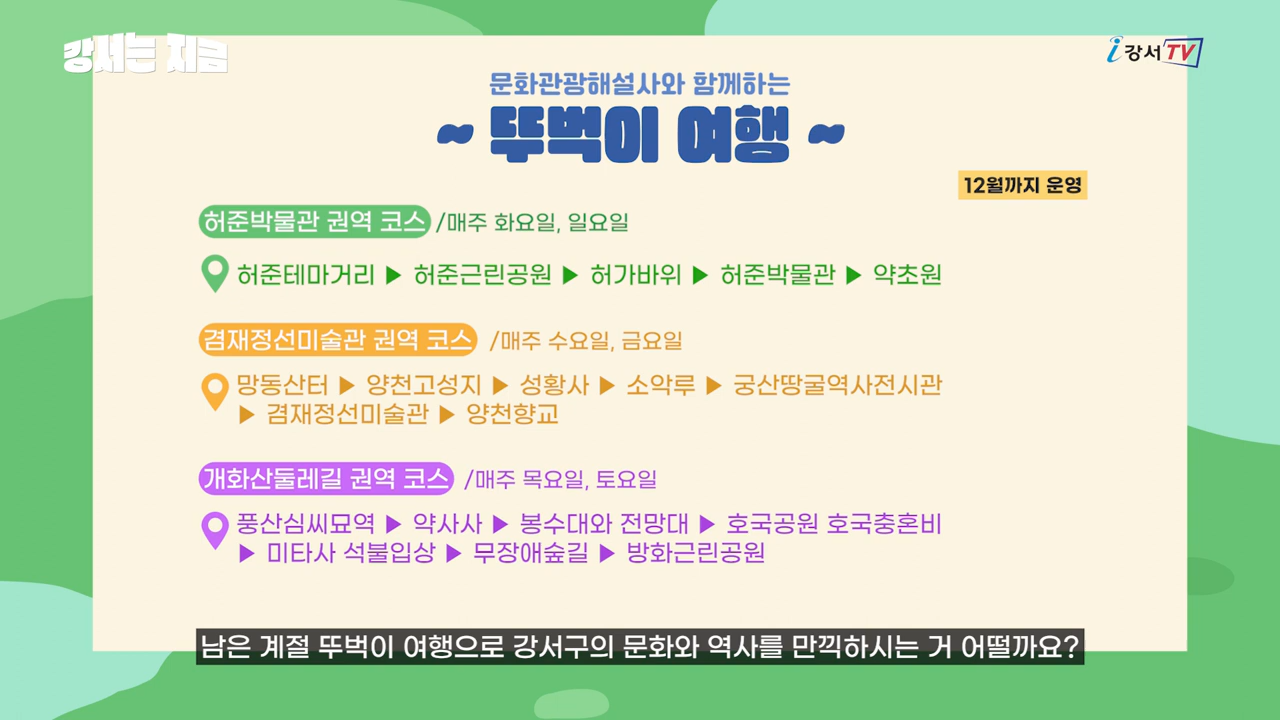 강서는 지금
i강서TV
문화관광해설사와 함께하는
~ 뚜벅이 여행 ~
12월까지 운영
허준박물관 권역 코스 /매주 화요일, 일요일
허준테마거리 ▶ 허준근린공원 ▶ 허가바위 ▶ 허준박물관 ▶ 약초원
겸재정선미술관 권역 코스 /매주 수요일, 금요일
망동산터 ▶ 양천고성지 ▶ 성황사 ▶ 소악루 ▶ 궁산땅굴역사전시관
▶ 겸재정선미술관 ▶ 양천향교
개화산둘레길 권역 코스 /매주 목요일, 토요일
풍산심씨묘역 ▶ 약사사 ▶ 봉수대와 전망대 ▶ 호국공원 호국충혼비
▶ 미타사 석불입상 ▶ 무장애숲길 ▶ 방화근린공원
남은 계절 뚜벅이 여행으로 강서구의 문화와 역사를 만끽하시는 거 어떨까요?